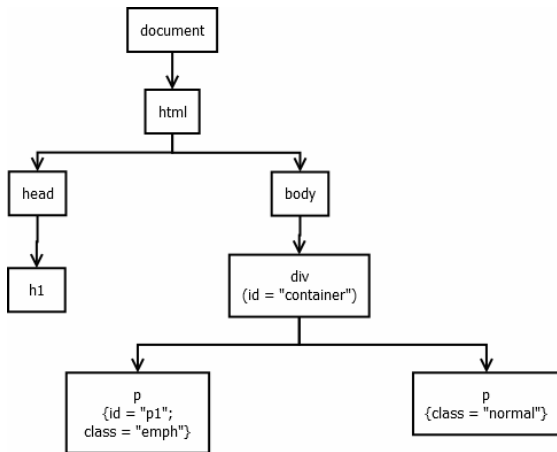 document
html
head
body
h1
div
(id = "container")
p
{id = "p1";
class = "emph"}
p
{class = "normal"}